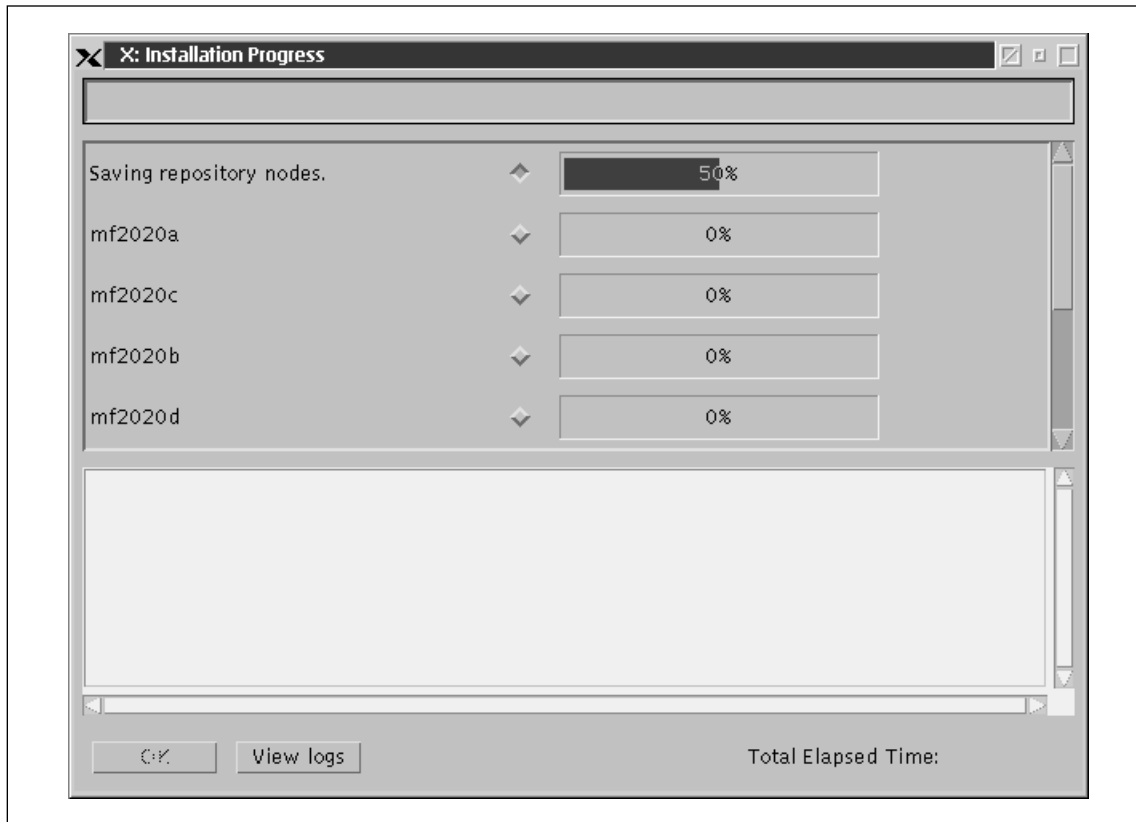 X: Installation Progress
Saving repository nodes. 50%
mf2020a 0%
mf2020c 0%
mf2020b 0%
mf2020d 0%
OK View logs Total Elapsed Time: